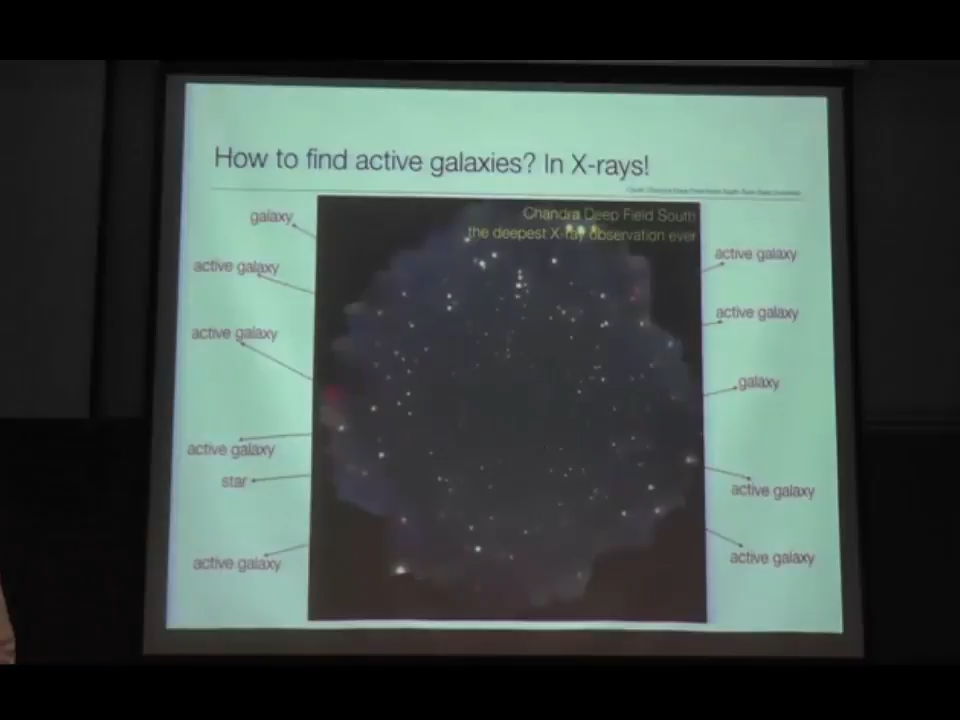 How to find active galaxies? In X-rays!
Chandra Deep Field South
the deepest X-ray observation ever
galaxy
active galaxy
active galaxy
active galaxy
star
active galaxy
active galaxy
active galaxy
galaxy
active galaxy
active galaxy